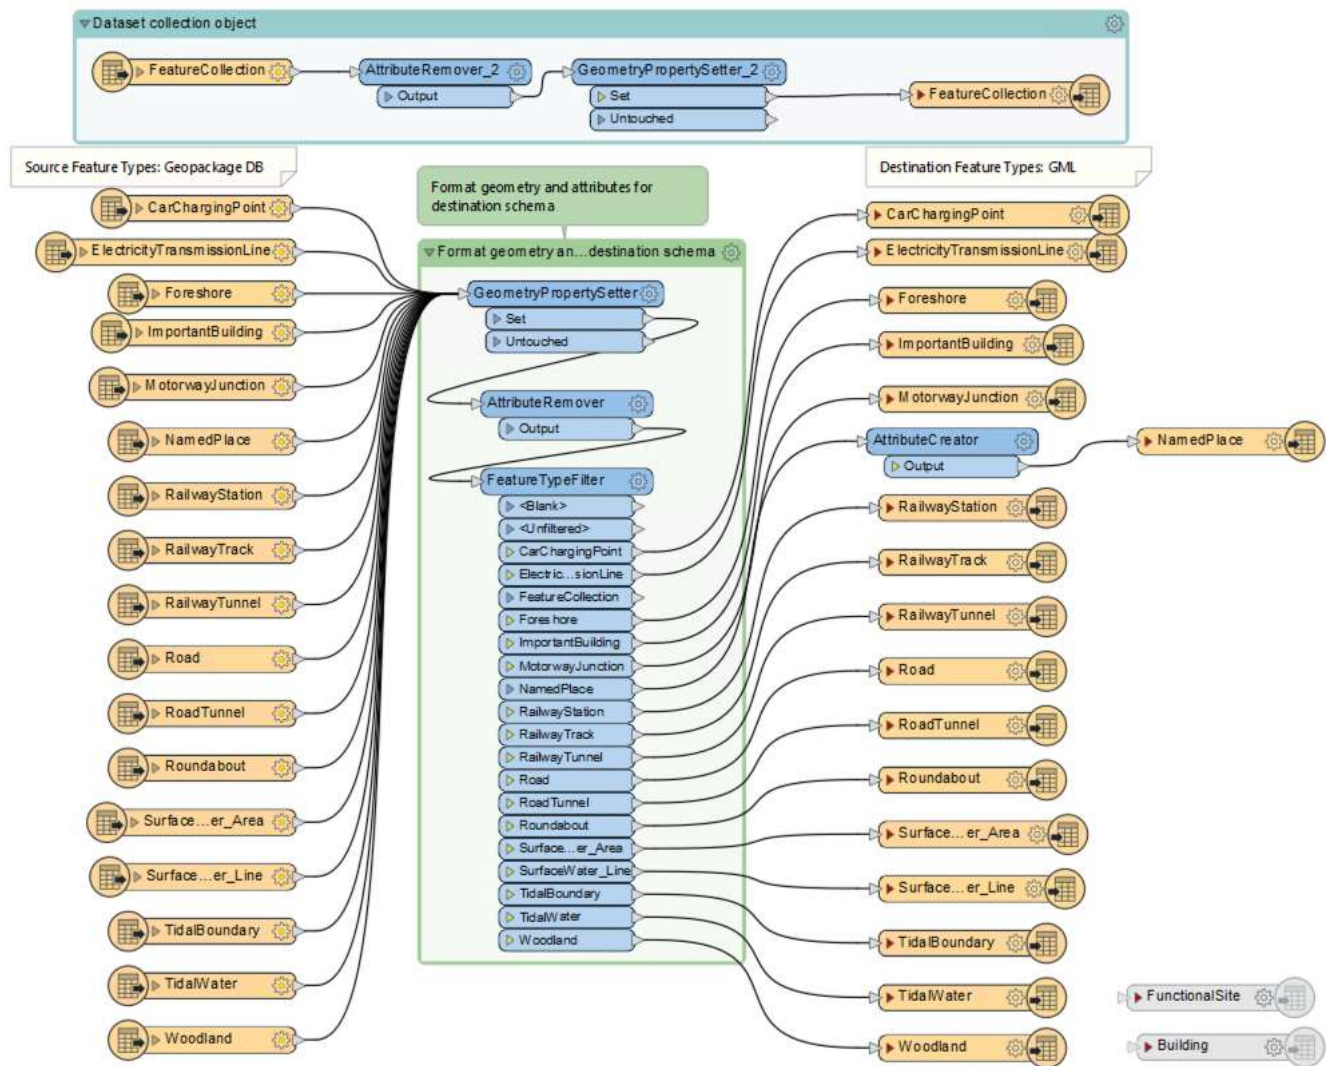 Dataset collection object
FeatureCollection
AttributeRemover_2
Output
GeometryPropertySetter_2
Set
Untouched
FeatureCollection
Source Feature Types: Geopackage DB
CarChargingPoint
ElectricityTransmissionLine
Foreshore
ImportantBuilding
MotorwayJunction
NamedPlace
RailwayStation
RailwayTrack
RailwayTunnel
Road
RoadTunnel
Roundabout
Surface...er_Area
Surface...er_Line
TidalBoundary
TidalWater
Woodland
Format geometry and attributes for
destination schema
Format geometry an...destination schema
GeometryPropertySetter
Set
Untouched
AttributeRemover
Output
FeatureTypeFilter
<Blank>
<Unfiltered>
CarChargingPoint
Electric...sionLine
FeatureCollection
Foreshore
ImportantBuilding
MotorwayJunction
NamedPlace
RailwayStation
RailwayTrack
RailwayTunnel
Road
RoadTunnel
Roundabout
Surface...er_Area
SurfaceWater_Line
TidalBoundary
TidalWater
Woodland
Destination Feature Types: GML
CarChargingPoint
ElectricityTransmissionLine
Foreshore
ImportantBuilding
MotorwayJunction
AttributeCreator
Output
NamedPlace
RailwayStation
RailwayTrack
RailwayTunnel
Road
RoadTunnel
Roundabout
Surface...er_Area
Surface...er_Line
TidalBoundary
TidalWater
Woodland
FunctionalSite
Building